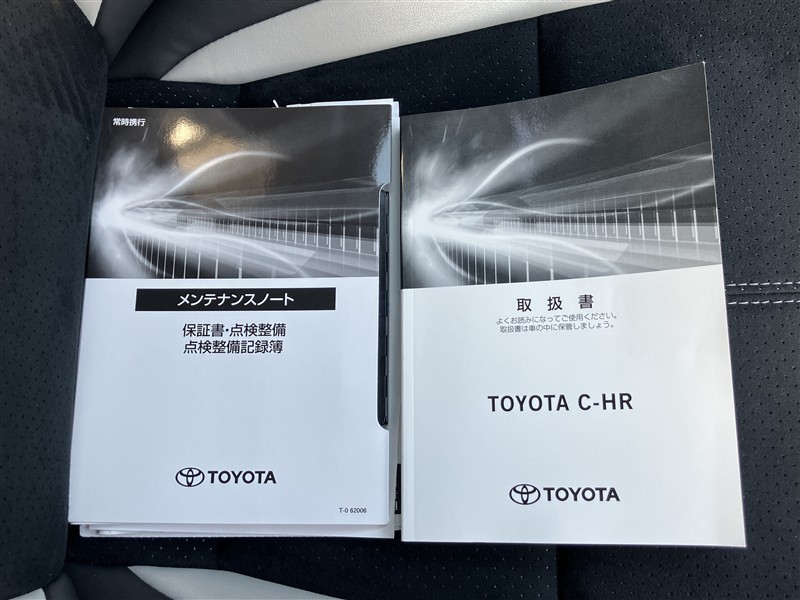 常時携行
メンテナンスノート
保証書・点検整備
点検整備記録簿
TOYOTA
T-0 62006
取扱書
よくお読みになってご使用ください。
取扱書は車の中に保管しましょう。
TOYOTA C-HR
TOYOTA